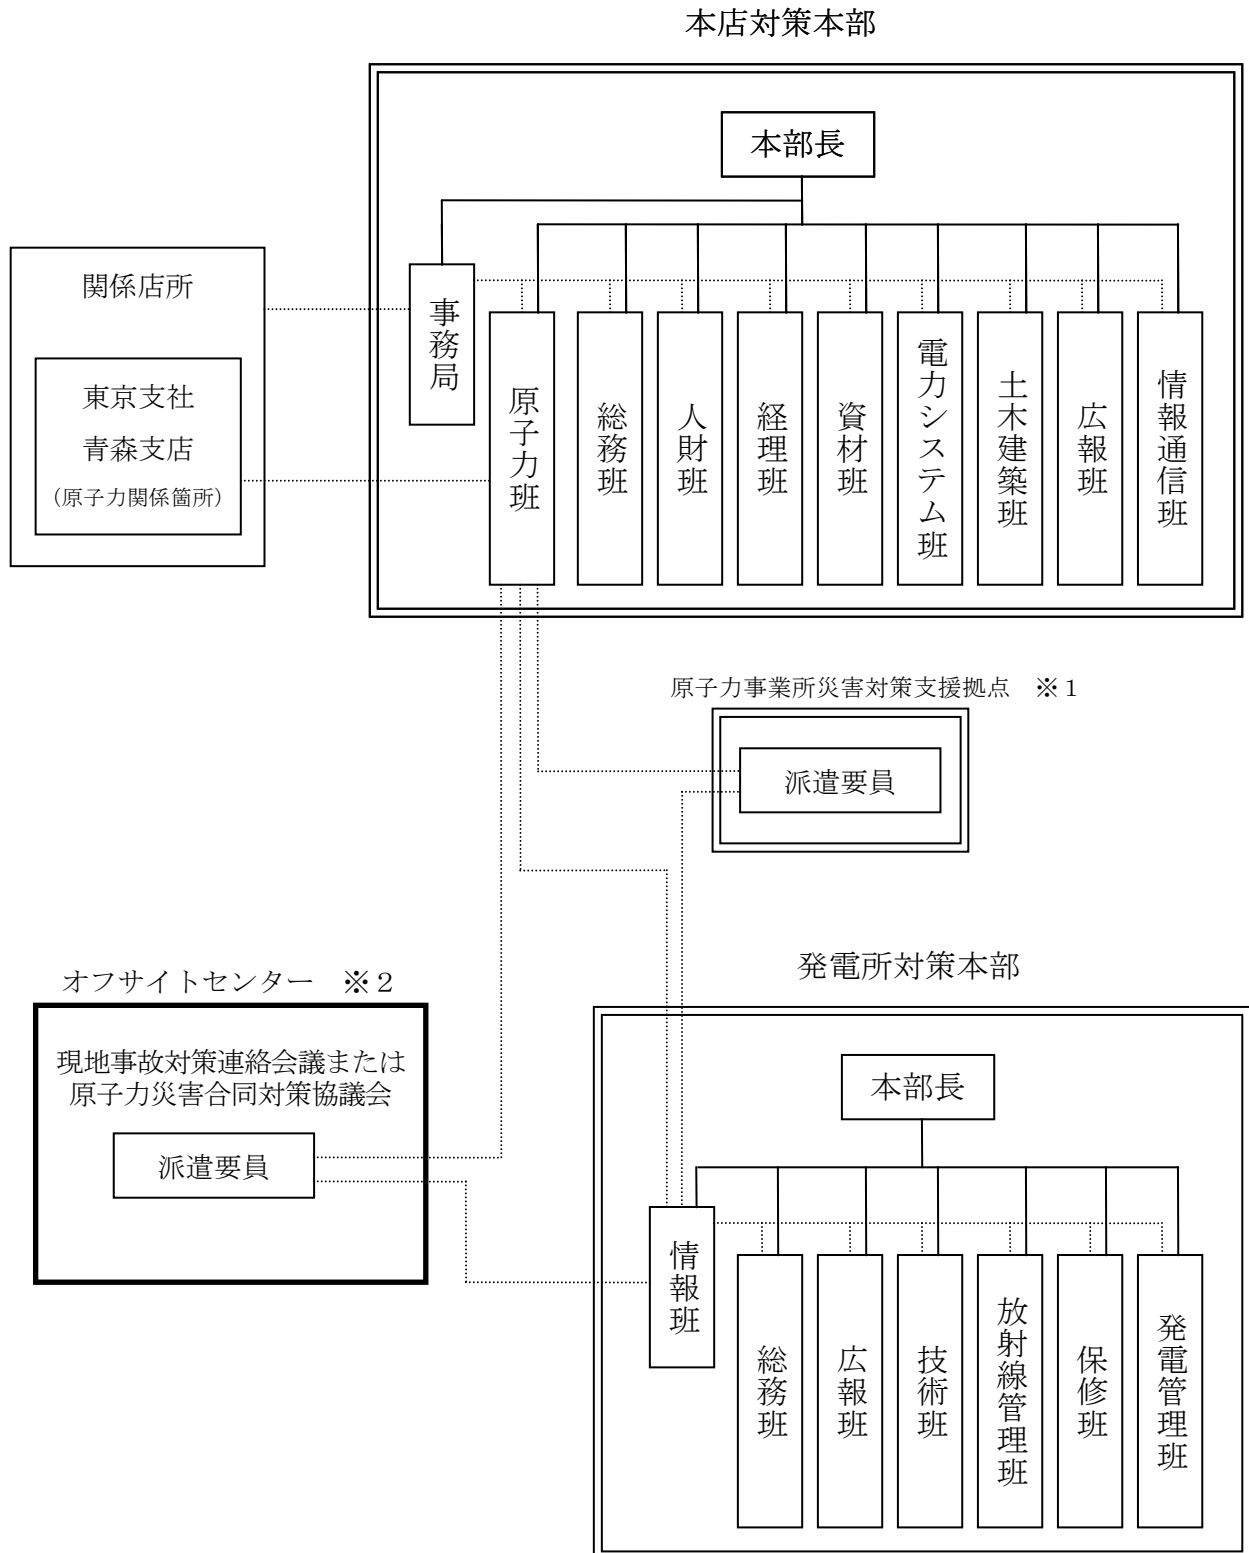 本店対策本部
本部長
関係店所
東京支社
青森支店
(原子力関係箇所)
事務局
原子力班
総務班
人財班
経理班
資材班
電力システム班
土木建築班
広報班
情報通信班
原子力事業所災害対策支援拠点 ※1
派遣要員
オフサイトセンター ※2
現地事故対策連絡会議または
原子力災害合同対策協議会
派遣要員
発電所対策本部
本部長
情報班
総務班
広報班
技術班
放射線管理班
保修班
発電管理班